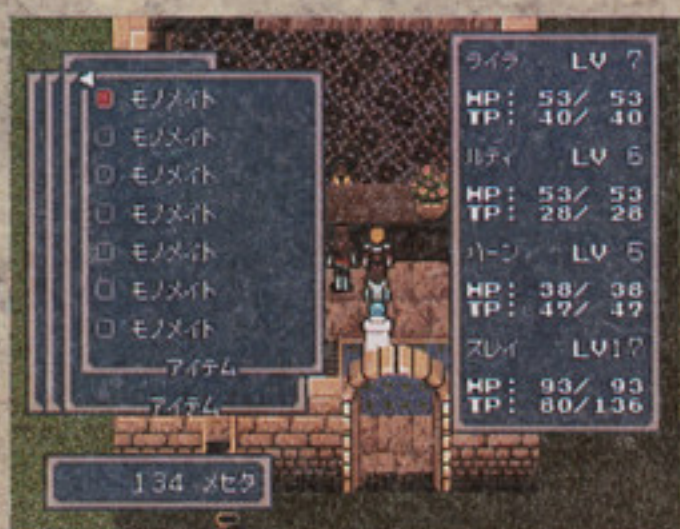 モノメイト
モノメイト
モノメイト
モノメイト
モノメイト
モノメイト
モノメイト
アイテム
アイテム
134 メセタ
ライラ LV 7
HP: 53/ 53
TP: 40/ 40
ルディ LV 6
HP: 53/ 53
TP: 28/ 28
ハーン LV 5
HP: 38/ 38
TP: 47/ 47
スレイ LV17
HP: 93/ 93
TP: 80/136